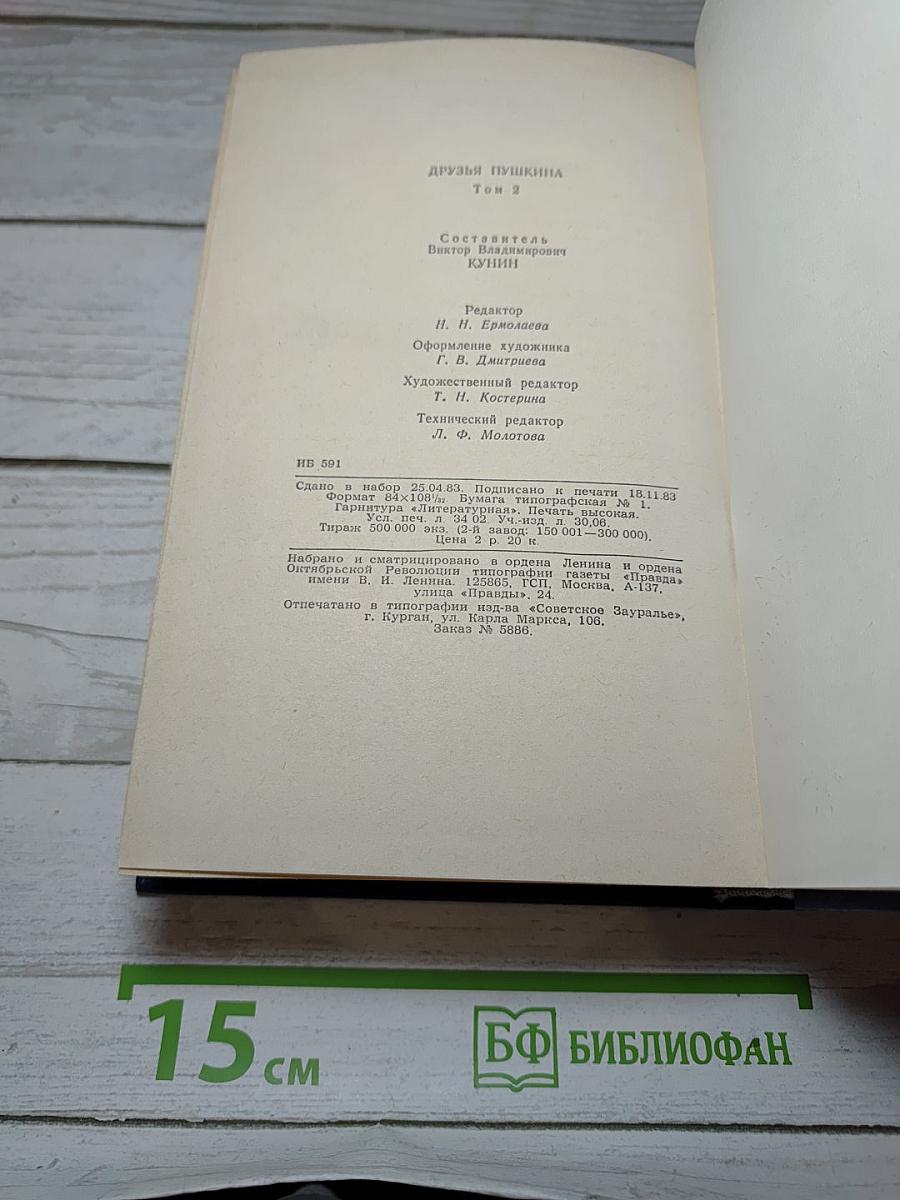 ДРУЗЬЯ ПУШКИНА
Том 2
Составитель
Виктор Владимирович
КУНИН
Редактор
Н. Н. Ермолаева
Оформление художника
Г. В. Дмитриева
Художественный редактор
Т. Н. Костерина
Технический редактор
Л. Ф. Молотова
ИБ 591
Сдано в набор 25.04.83. Подписано к печати 18.11.83
Формат 84×108¹/₃₂. Бумага типографская № 1.
Гарнитура «Литературная». Печать высокая.
Усл. печ. л. 34 02. Уч.-изд. л. 30,06.
Тираж 500 000 экз. (2-й завод: 150 001—300 000).
Цена 2 р. 20 к.
Набрано и сматрицировано в ордена Ленина и ордена
Октябрьской Революции типографии газеты «Правда»
имени В. И. Ленина. 125865, ГСП, Москва, А-137,
улица «Правды», 24.
Отпечатано в типографии изд-ва «Советское Зауралье»,
г. Курган, ул. Карла Маркса, 106.
Заказ № 5886.
15 см
БФ БИБЛИОФАН